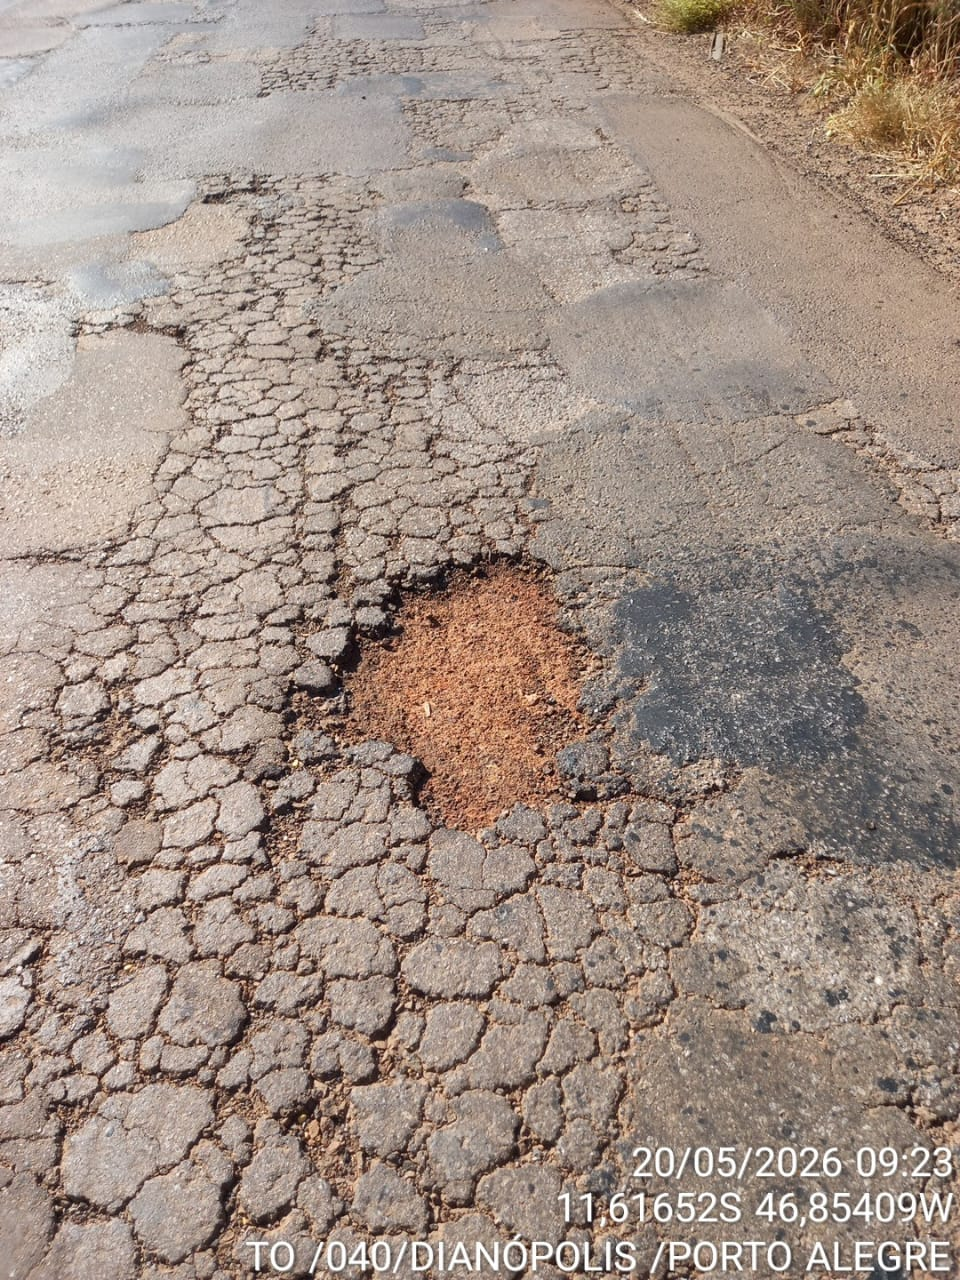 20/05/2026 09:23
11,61652S 46,85409W
TO /040/DIANÓPOLIS /PORTO ALEGRE